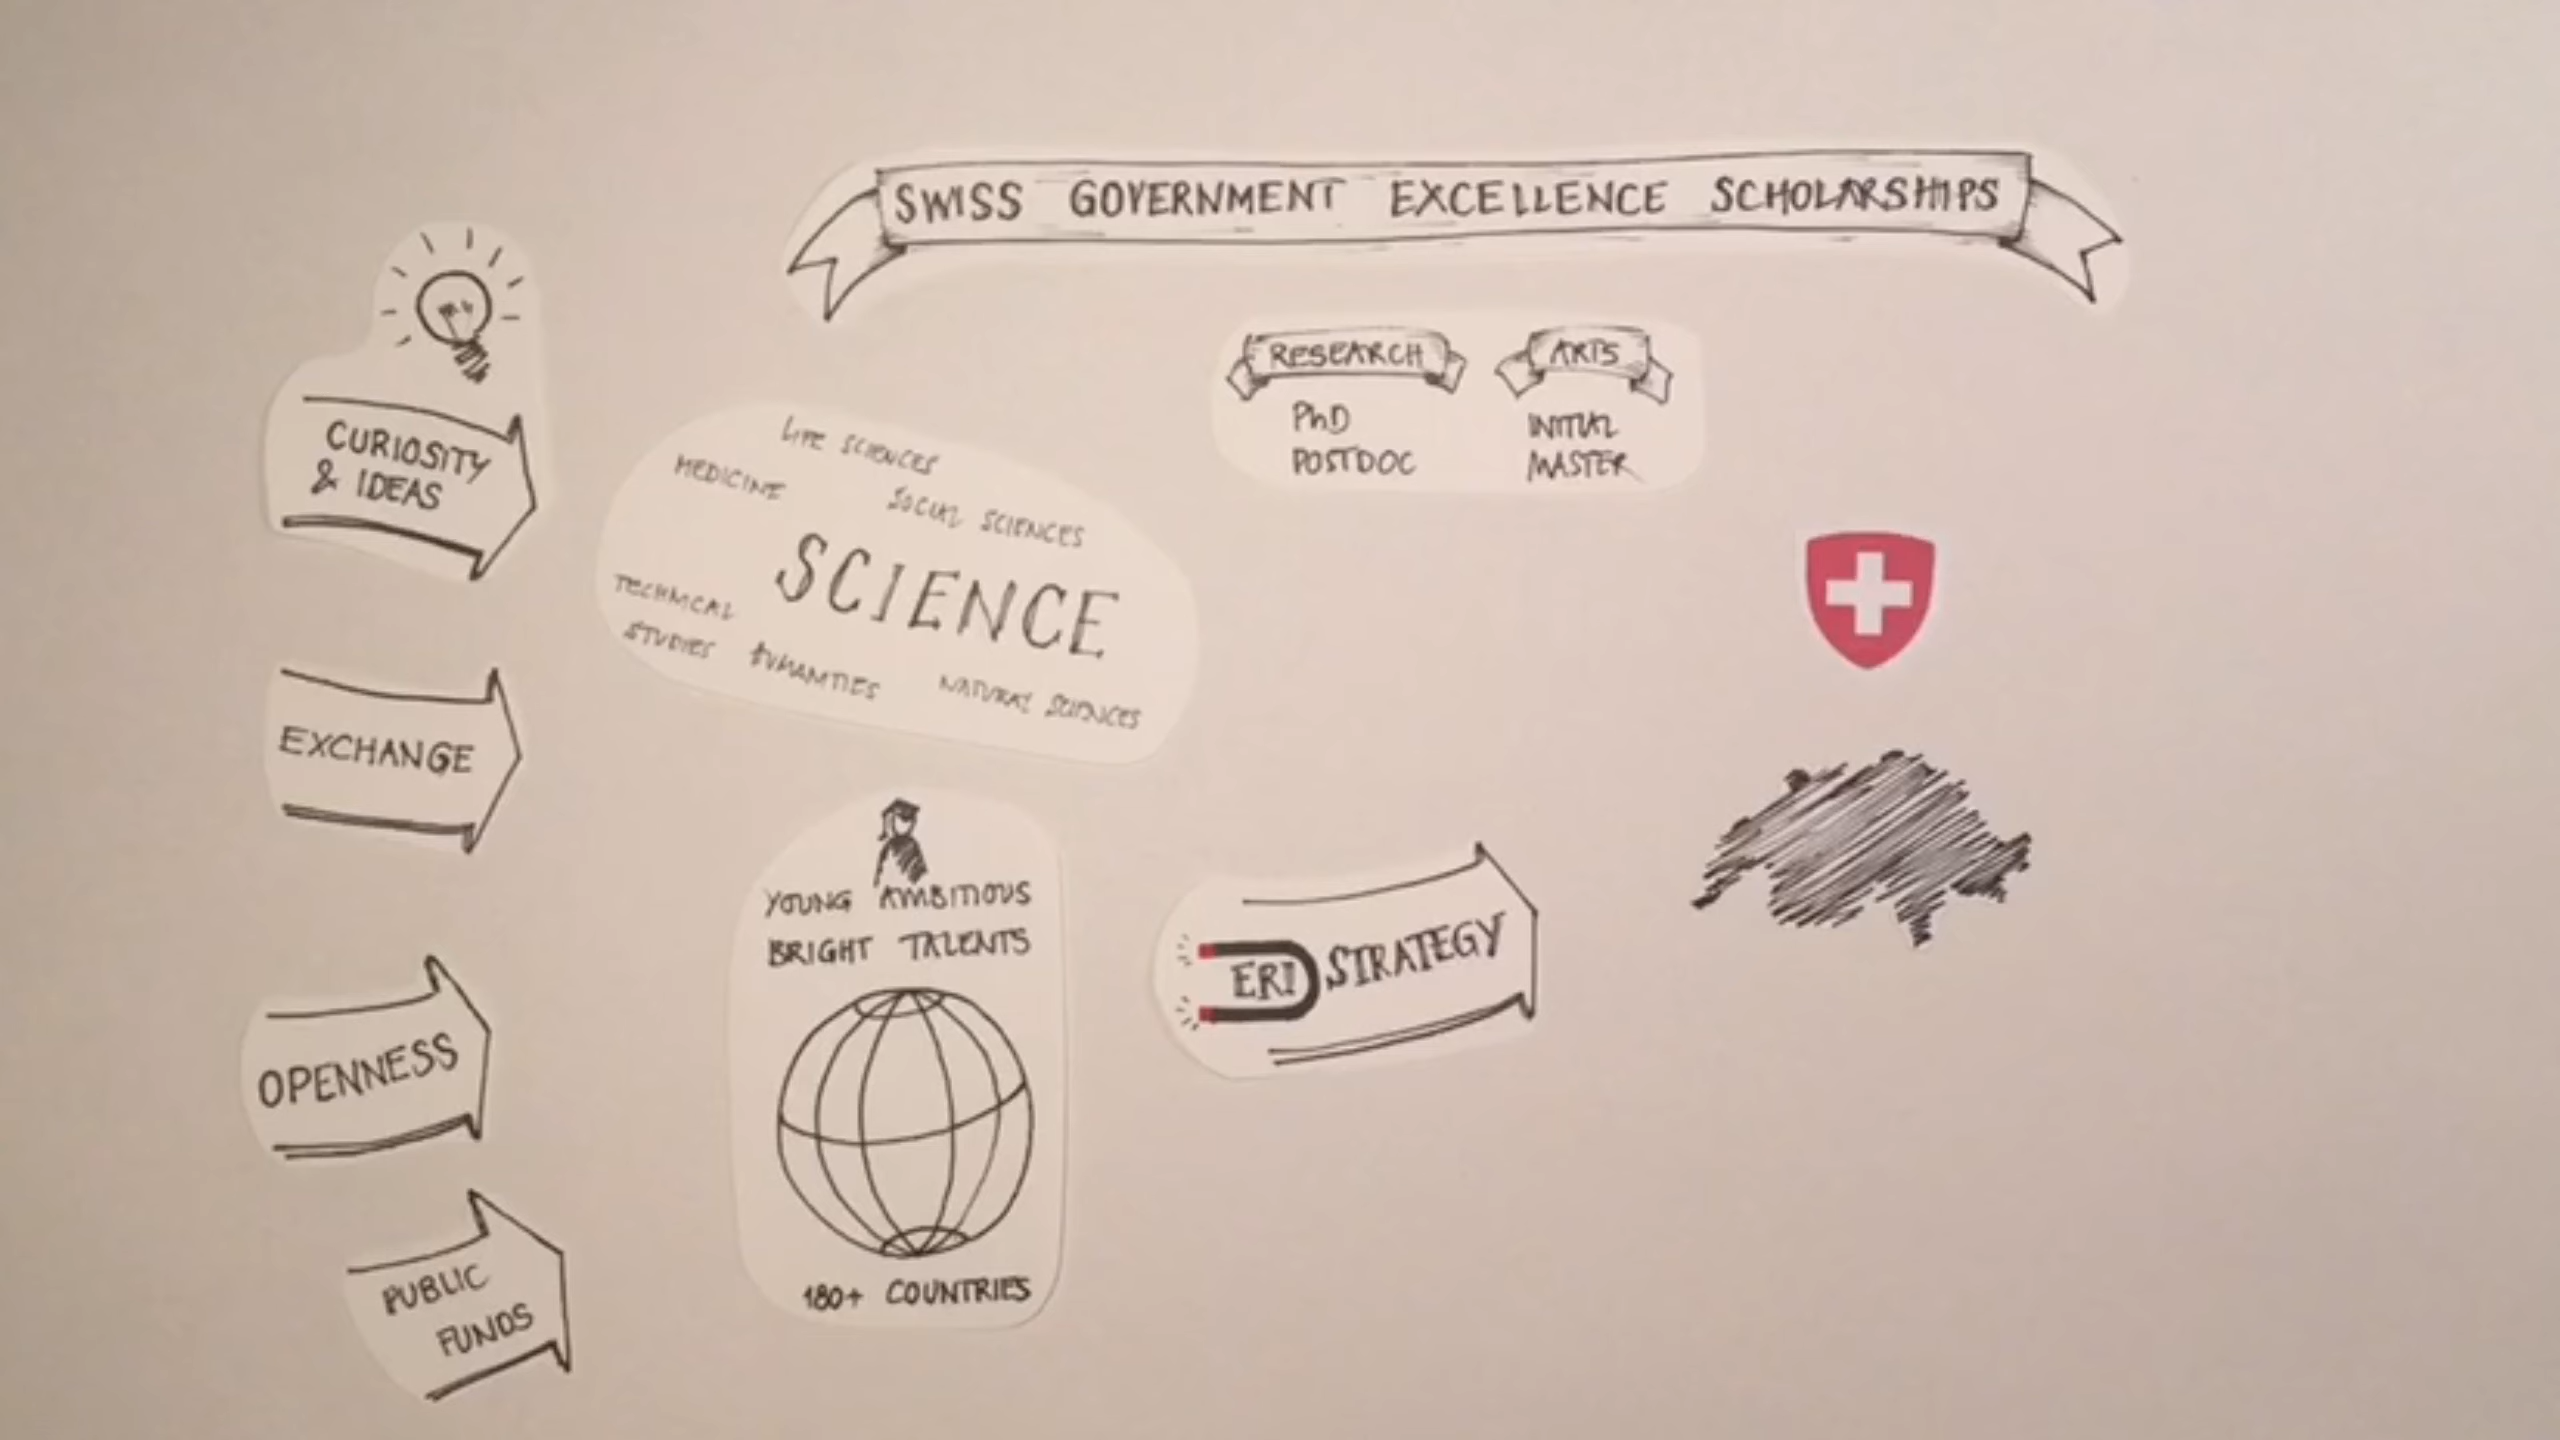 SWISS GOVERNMENT EXCELLENCE SCHOLARSHIPS
RESEARCH
PhD
POSTDOC
ARTS
INITIAL
MASTER
CURIOSITY
& IDEAS
LIFE SCIENCES
MEDICINE
SOCIAL SCIENCES
SCIENCE
TECHNICAL
STUDIES
HUMANITIES
NATURAL SCIENCES
EXCHANGE
YOUNG AMBITIOUS
BRIGHT TALENTS
180+ COUNTRIES
ERI STRATEGY
OPENNESS
PUBLIC
FUNDS